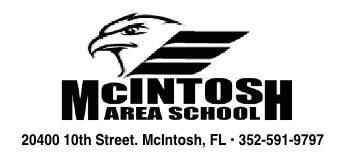 McINTOSH
AREA SCHOOL
20400 10th Street. McIntosh, FL • 352-591-9797